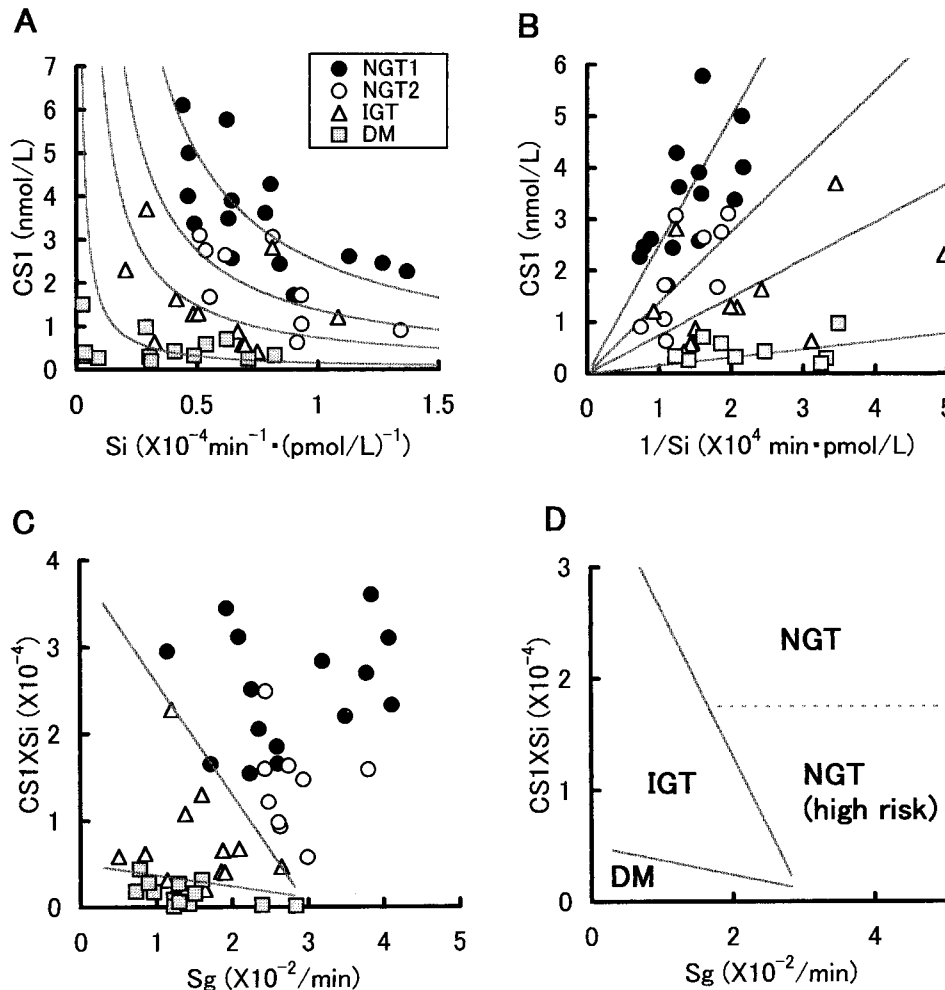 A
7
6
5
4
3
2
1
0
CS1 (nmol/L)
0
0.5
1
1.5
Si (X10⁻⁴min⁻¹・(pmol/L)⁻¹)
NGT1
NGT2
IGT
DM
B
6
5
4
3
2
1
0
CS1 (nmol/L)
0
1
2
3
4
5
1/Si (X10⁴ min・pmol/L)
C
4
3
2
1
0
CS1XSi (X10⁻⁴)
0
1
2
3
4
5
Sg (X10⁻²/min)
D
3
2
1
0
CS1XSi (X10⁻⁴)
0
2
4
Sg (X10⁻²/min)
NGT
NGT
(high risk)
IGT
DM